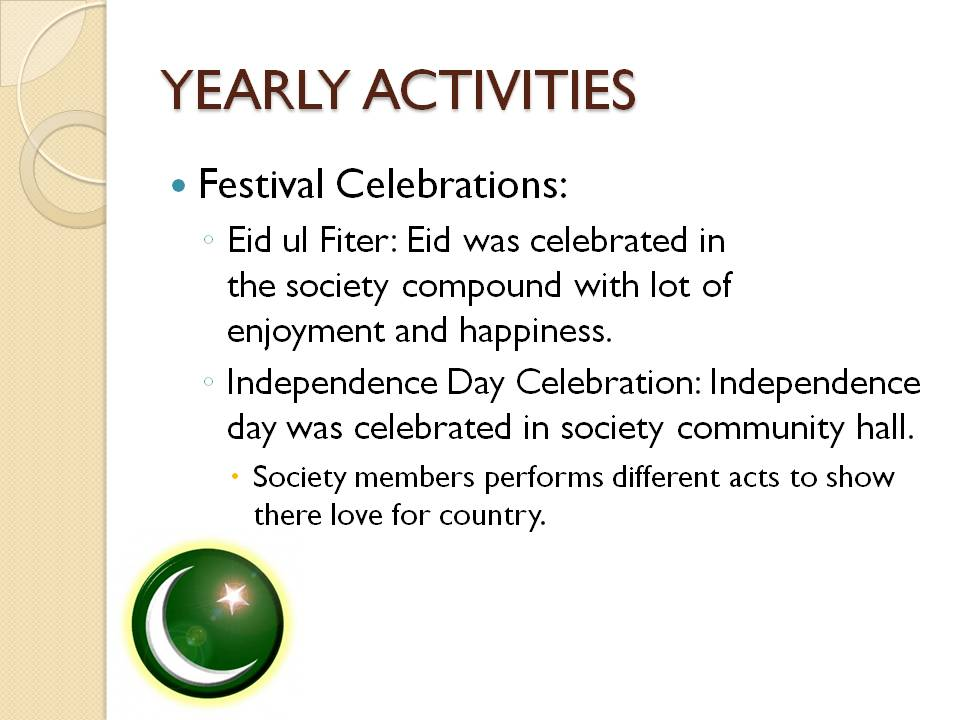 YEARLY ACTIVITIES
Festival Celebrations:
Eid ul Fiter: Eid was celebrated in
the society compound with lot of
enjoyment and happiness.
Independence Day Celebration: Independence
day was celebrated in society community hall.
Society members performs different acts to show
there love for country.